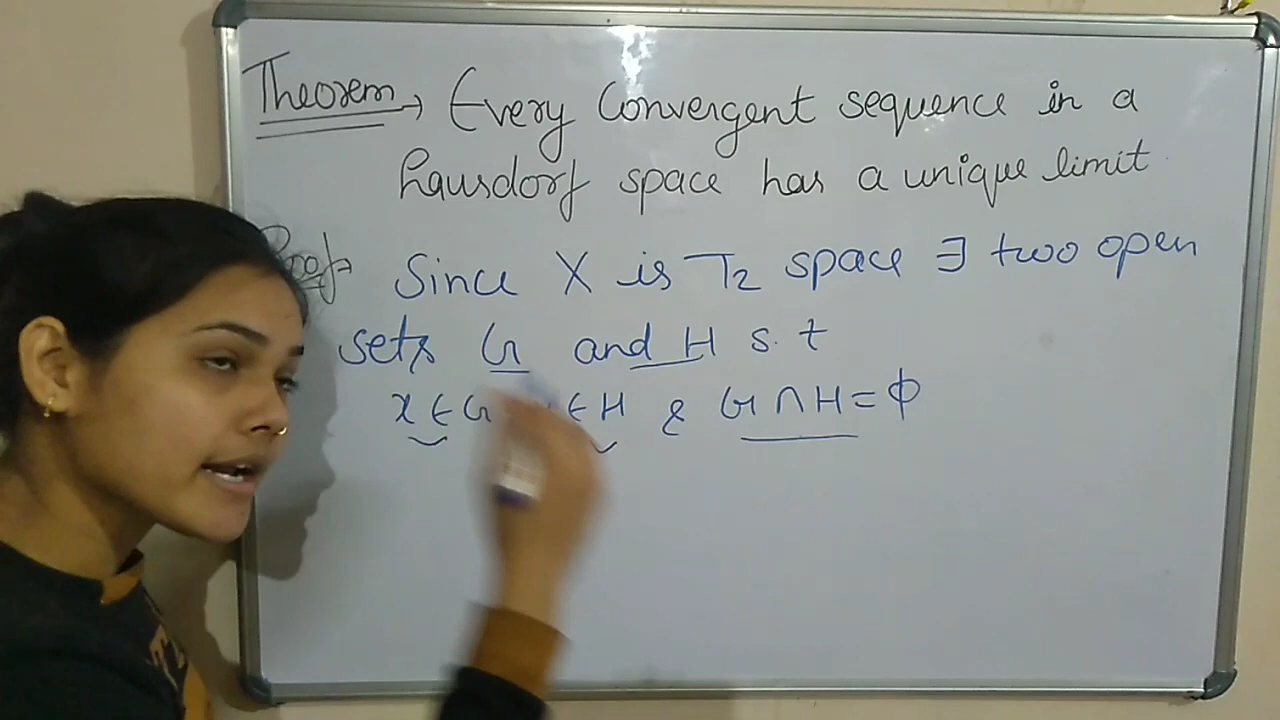 Theorem → Every Convergent sequence in a
hausdorf space has a unique limit
Proof Since X is T₂ space ∃ two open
sets G and H s.t
x ∈ G ∈ H & G ∩ H = ϕ